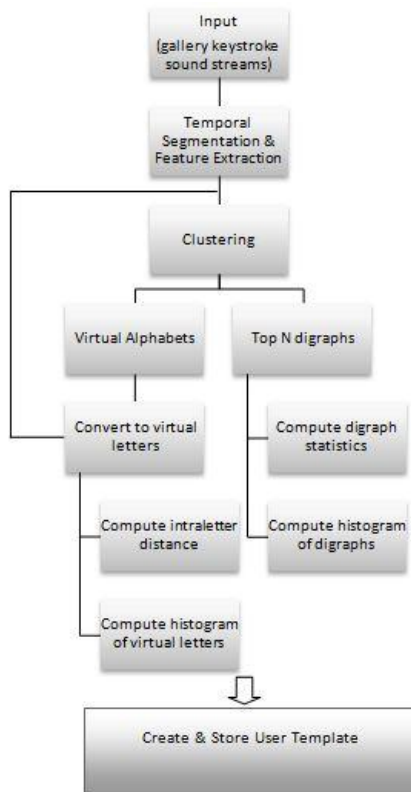 Input
(gallery keystroke
sound streams)
Temporal
Segmentation &
Feature Extraction
Clustering
Virtual Alphabets
Top N digraphs
Convert to virtual
letters
Compute digraph
statistics
Compute intraletter
distance
Compute histogram
of digraphs
Compute histogram
of virtual letters
Create & Store User Template